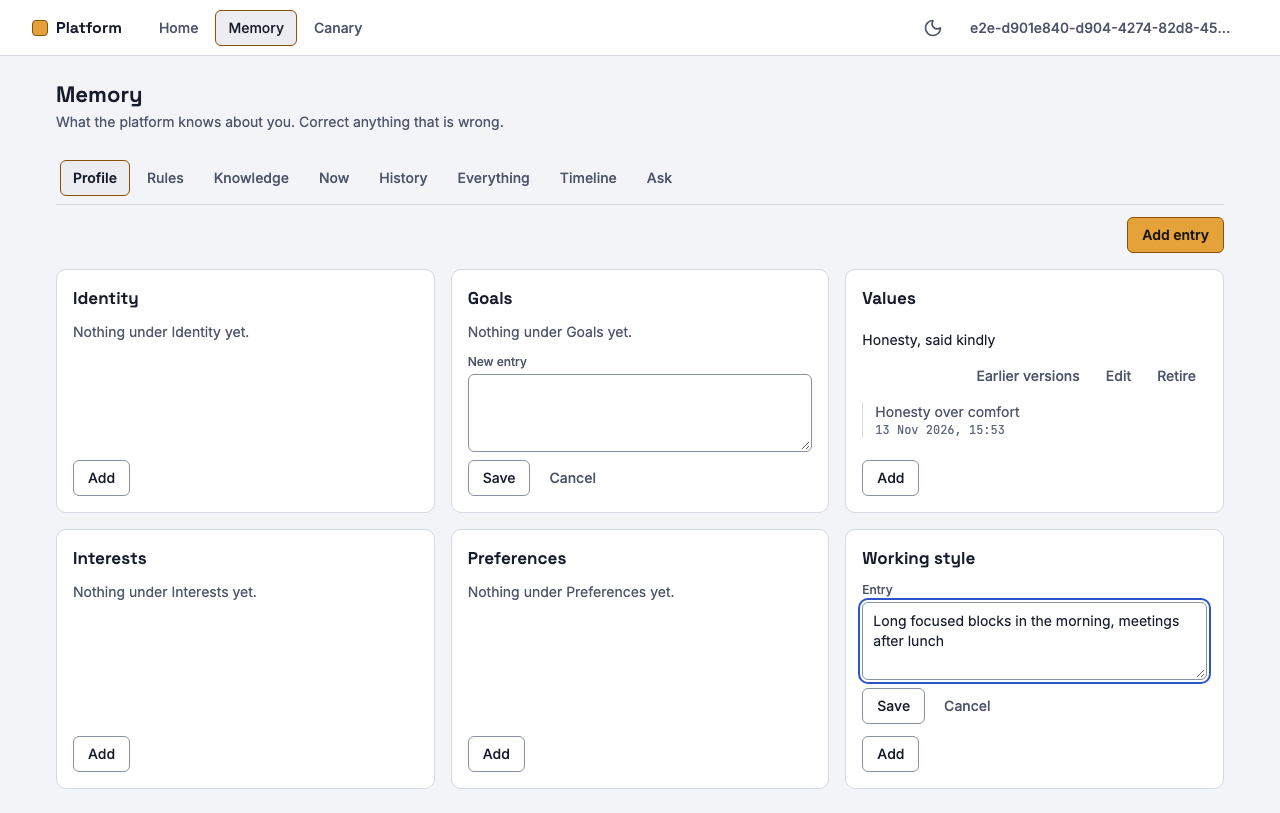 Platform
Home
Memory
Canary
e2e-d901e840-d904-4274-82d8-45...
Memory
What the platform knows about you. Correct anything that is wrong.
Profile
Rules
Knowledge
Now
History
Everything
Timeline
Ask
Add entry
Identity
Nothing under Identity yet.
Add
Goals
Nothing under Goals yet.
New entry
Save
Cancel
Values
Honesty, said kindly
Earlier versions
Edit
Retire
Honesty over comfort
13 Nov 2026, 15:53
Add
Interests
Nothing under Interests yet.
Add
Preferences
Nothing under Preferences yet.
Add
Working style
Entry
Long focused blocks in the morning, meetings
after lunch
Save
Cancel
Add